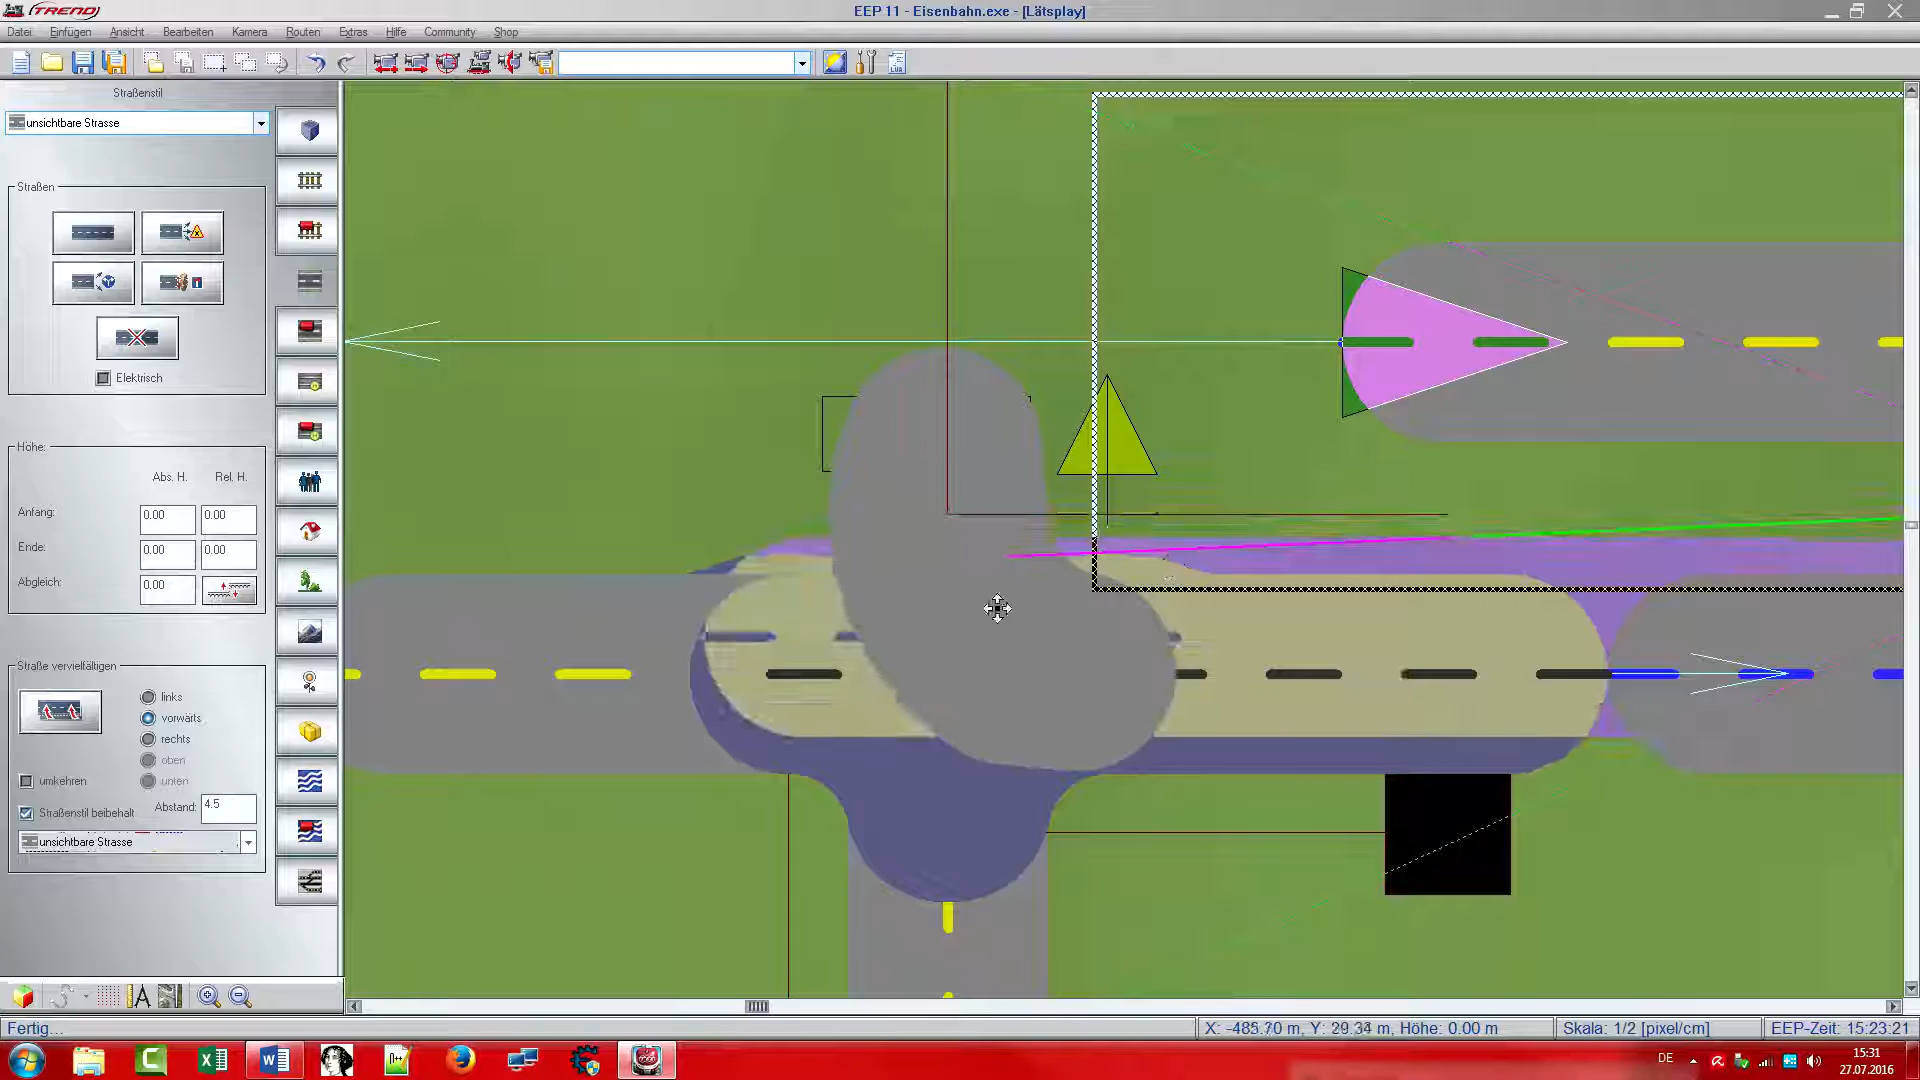 TREND
EEP 11 - Eisenbahn.exe - [Lätsplay]
Datei Einfügen Ansicht Bearbeiten Kamera Routen Extras Hilfe Community Shop
Straßenstil
unsichtbare Strasse
Straßen
Elektrisch
Höhe:
Abs. H. Rel. H.
Anfang: 0.00 0.00
Ende: 0.00 0.00
Abgleich: 0.00
Straße vervielfältigen
links
vorwärts
rechts
oben
umkehren unten
Straßenstil beibehalt Abstand: 4.5
unsichtbare Strasse
Fertig... X: -485.70 m, Y: 29.34 m, Höhe: 0.00 m Skala: 1/2 [pixel/cm] EEP-Zeit: 15:23:21
DE 15:31
27.07.2016